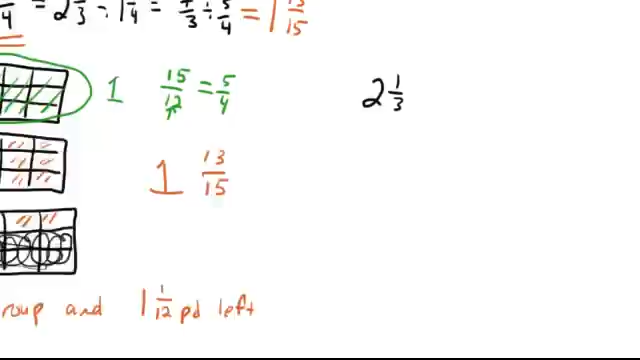 /4 = 2 1/3 ÷ 1 1/4 = 7/3 ÷ 5/4 = 1 13/15
1 15/12 = 5/4
2 1/3
1 13/15
roup and 1 1/12 pd left